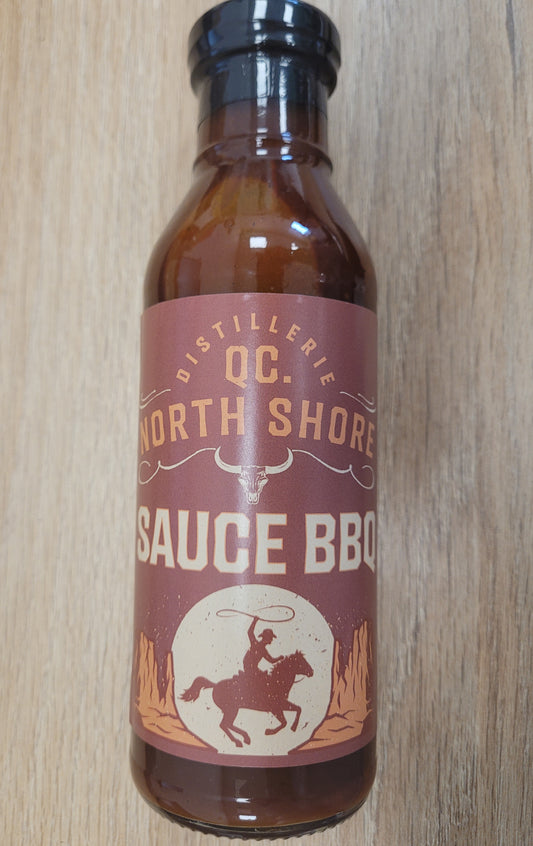 DISTILLERIE
QC.
NORTH SHORE
SAUCE BBQ